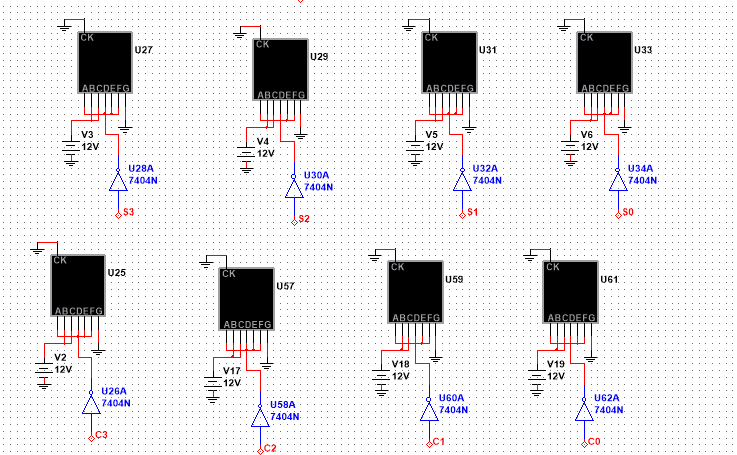 CK U27
ABCDEFG
V3
12V
U28A
7404N
S3
CK U29
ABCDEFG
V4
12V
U30A
7404N
S2
CK U31
ABCDEFG
V5
12V
U32A
7404N
S1
CK U33
ABCDEFG
V6
12V
U34A
7404N
S0
CK U25
ABCDEFG
V2
12V
U26A
7404N
C3
CK U57
ABCDEFG
V17
12V
U58A
7404N
C2
CK U59
ABCDEFG
V18
12V
U60A
7404N
C1
CK U61
ABCDEFG
V19
12V
U62A
7404N
C0